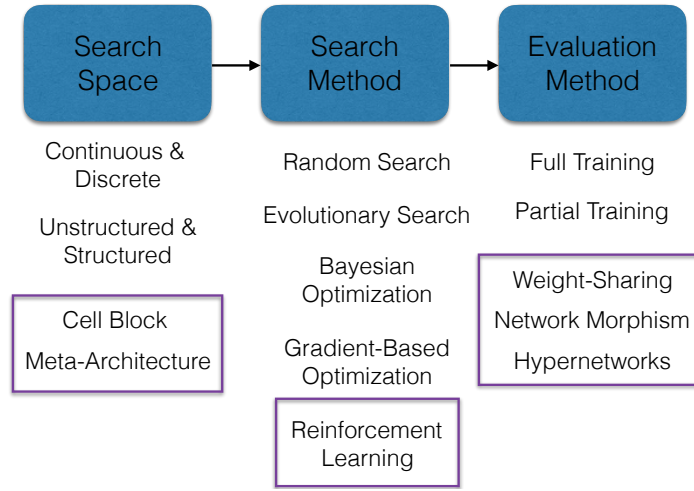 Search
Space
Search
Method
Evaluation
Method
Continuous &
Discrete
Unstructured &
Structured
Cell Block
Meta-Architecture
Random Search
Evolutionary Search
Bayesian
Optimization
Gradient-Based
Optimization
Reinforcement
Learning
Full Training
Partial Training
Weight-Sharing
Network Morphism
Hypernetworks